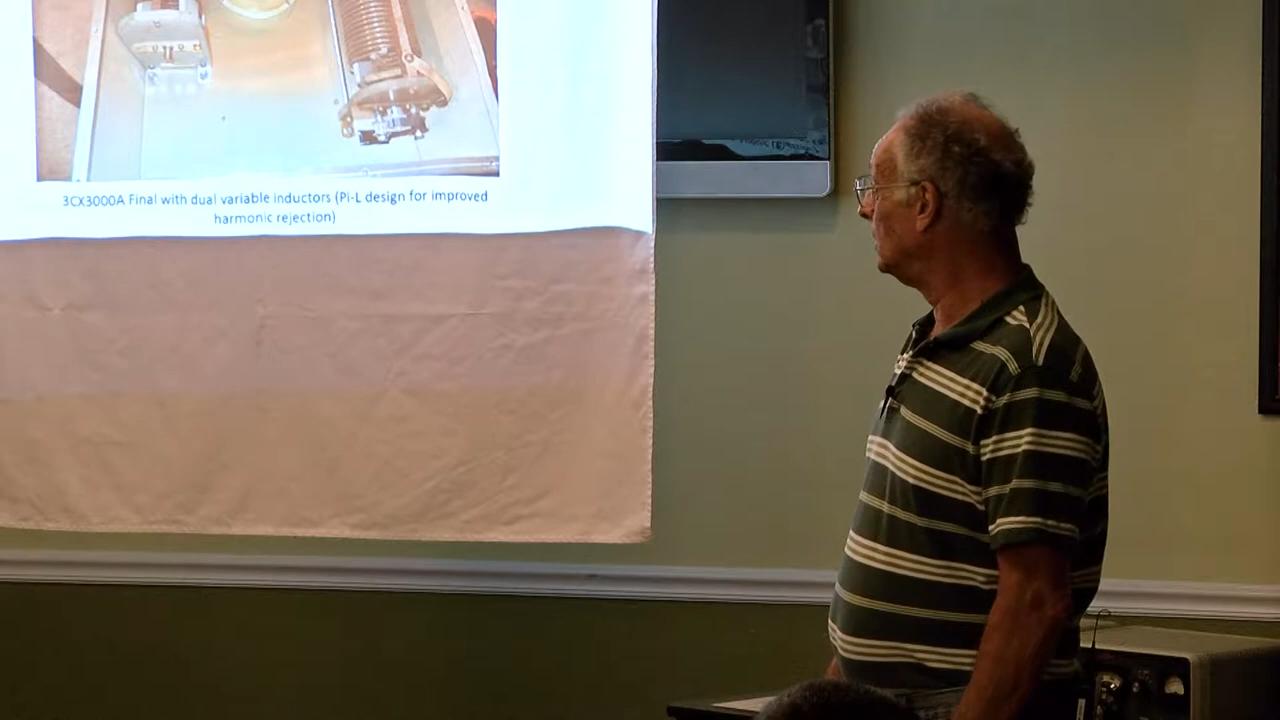 3CX3000A Final with dual variable inductors (Pi-L design for improved
harmonic rejection)